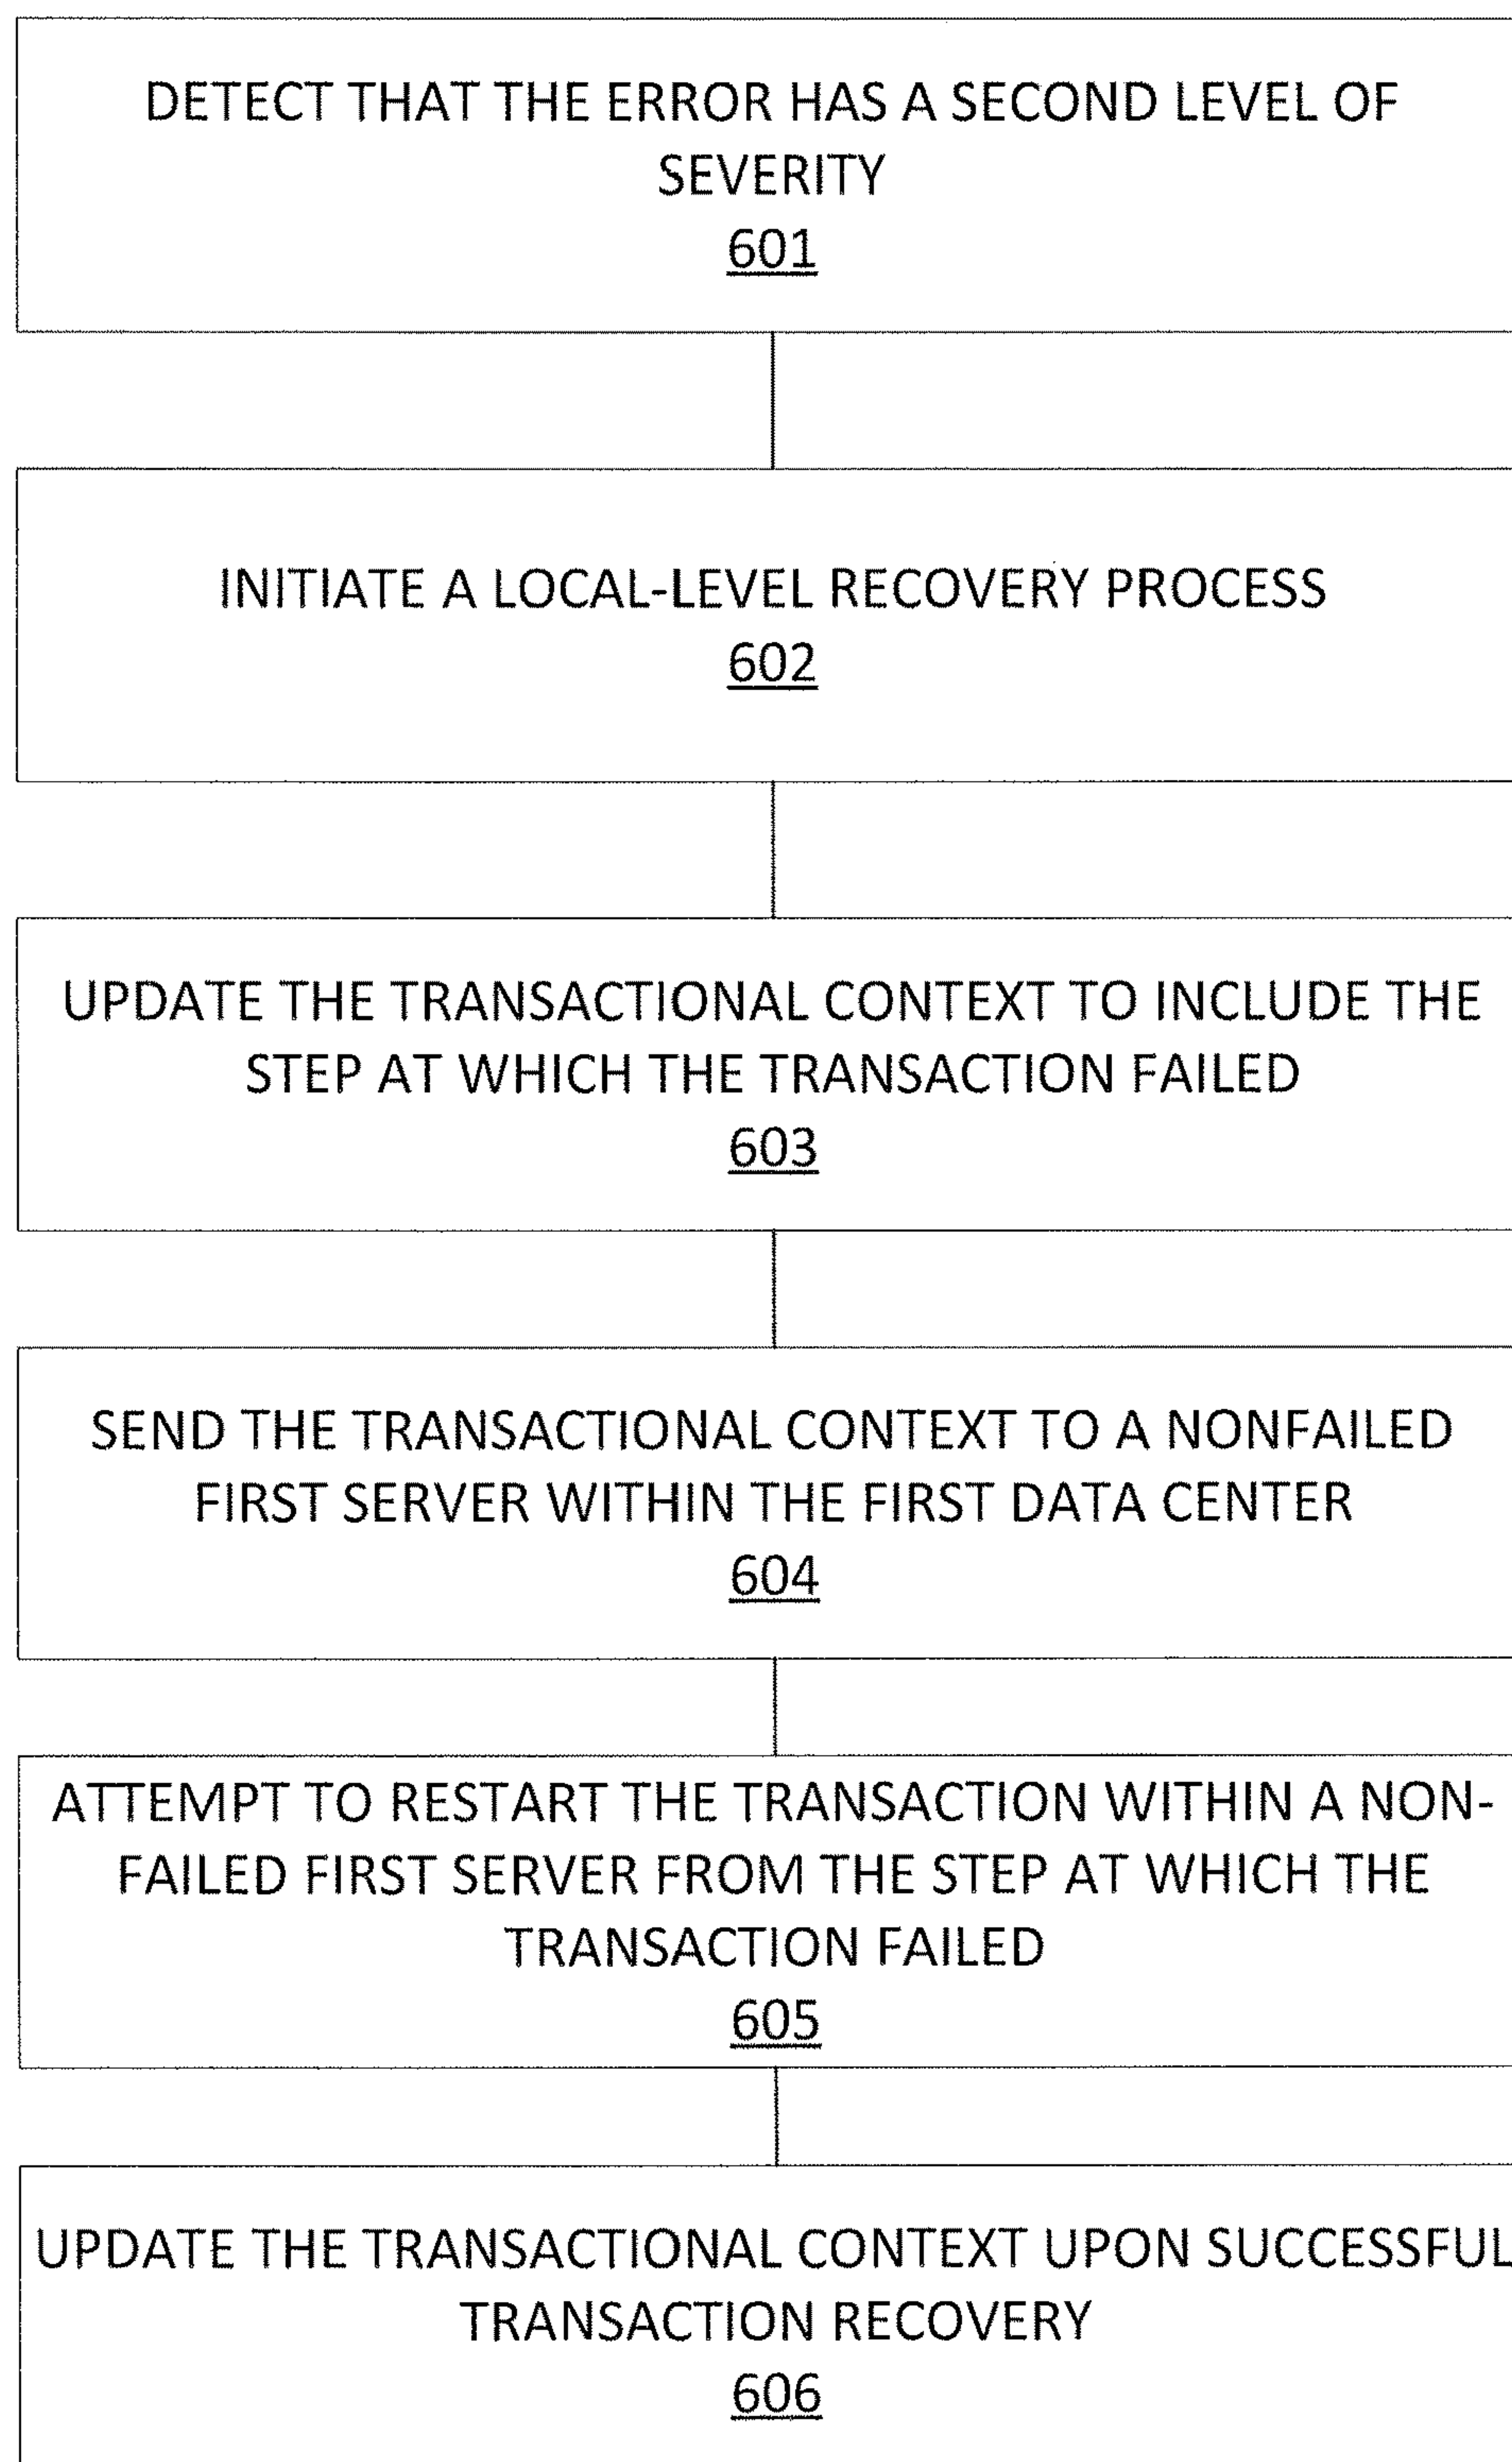 DETECT THAT THE ERROR HAS A SECOND LEVEL OF
SEVERITY
601
INITIATE A LOCAL-LEVEL RECOVERY PROCESS
602
UPDATE THE TRANSACTIONAL CONTEXT TO INCLUDE THE
STEP AT WHICH THE TRANSACTION FAILED
603
SEND THE TRANSACTIONAL CONTEXT TO A NONFAILED
FIRST SERVER WITHIN THE FIRST DATA CENTER
604
ATTEMPT TO RESTART THE TRANSACTION WITHIN A NON-
FAILED FIRST SERVER FROM THE STEP AT WHICH THE
TRANSACTION FAILED
605
UPDATE THE TRANSACTIONAL CONTEXT UPON SUCCESSFUL
TRANSACTION RECOVERY
606